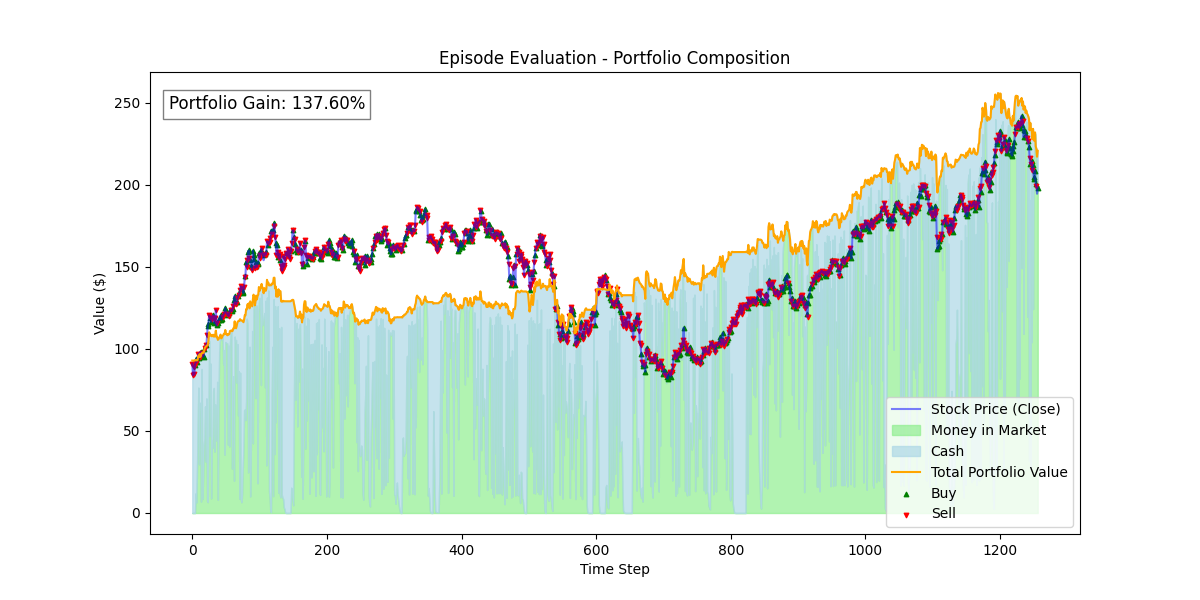 Episode Evaluation - Portfolio Composition
Portfolio Gain: 137.60%
Value ($)
250
200
150
100
50
0
0 200 400 600 800 1000 1200
Time Step
Stock Price (Close)
Money in Market
Cash
Total Portfolio Value
Buy
Sell